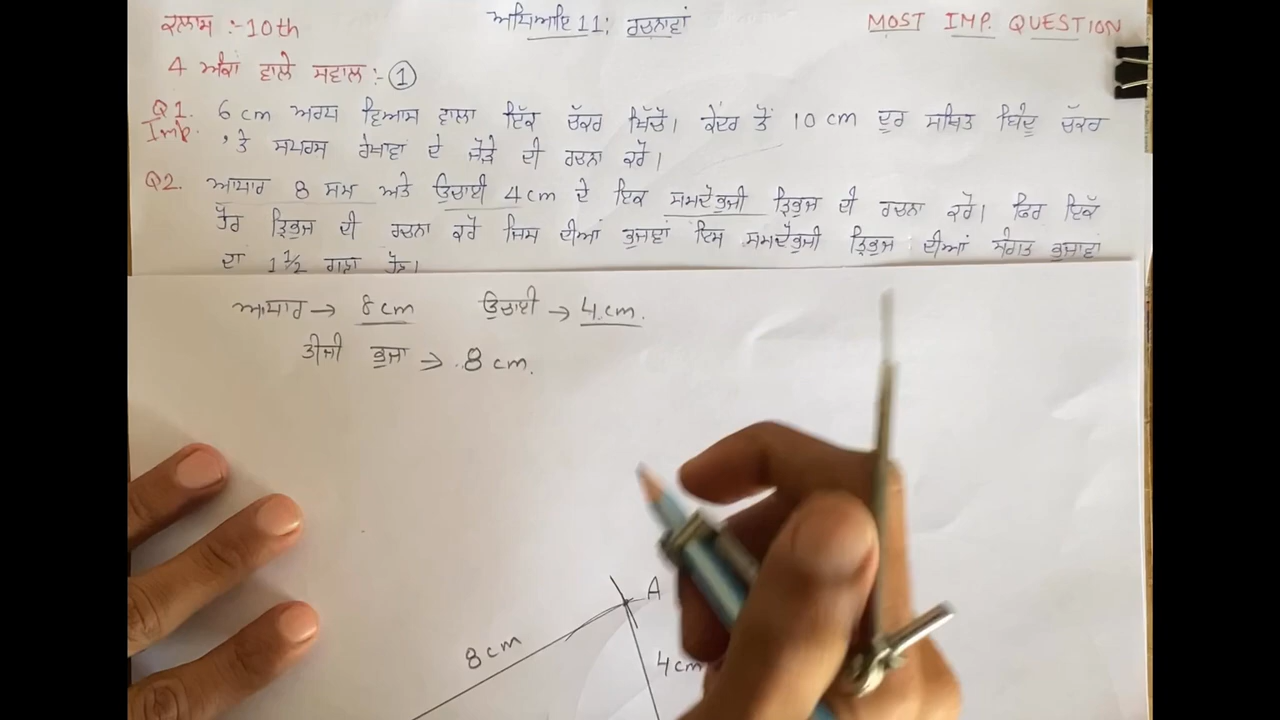 ਕਲਾਸ :- 10th
ਅਧਿਆਇ 11: ਰਚਨਾਵਾਂ
MOST IMP. QUESTION
4 ਅੰਕਾਂ ਵਾਲੇ ਸਵਾਲ :- 1
Q1. 6 cm ਅਰਧ ਵਿਆਸ ਵਾਲਾ ਇੱਕ ਚੱਕਰ ਖਿੱਚੋ। ਕੇਂਦਰ ਤੋਂ 10 cm ਦੂਰ ਸਥਿਤ ਬਿੰਦੂ ਚੱਕਰ
Imp. 'ਤੇ ਸਪਰਸ਼ ਰੇਖਾਵਾਂ ਦੇ ਜੋੜੇ ਦੀ ਰਚਨਾ ਕਰੋ।
Q2. ਆਧਾਰ 8 ਸਮ ਅਤੇ ਉਚਾਈ 4 cm ਦੇ ਇਕ ਸਮਦੋਭੁਜੀ ਤ੍ਰਿਭੁਜ ਦੀ ਰਚਨਾ ਕਰੋ। ਫਿਰ ਇਕ
ਹੋਰ ਤ੍ਰਿਭੁਜ ਦੀ ਰਚਨਾ ਕਰੋ ਜਿਸ ਦੀਆਂ ਭੁਜਾਵਾਂ ਇਸ ਸਮਦੋਭੁਜੀ ਤ੍ਰਿਭੁਜ ਦੀਆਂ ਸੰਗਤ ਭੁਜਾਵਾਂ
ਦਾ 1 1/2 ਗੁਣਾ ਹੋਣ।
ਆਧਾਰ → 8 cm ਉਚਾਈ → 4 cm.
ਤੀਜੀ ਭੁਜਾ → 8 cm.
A
8 cm
4 cm